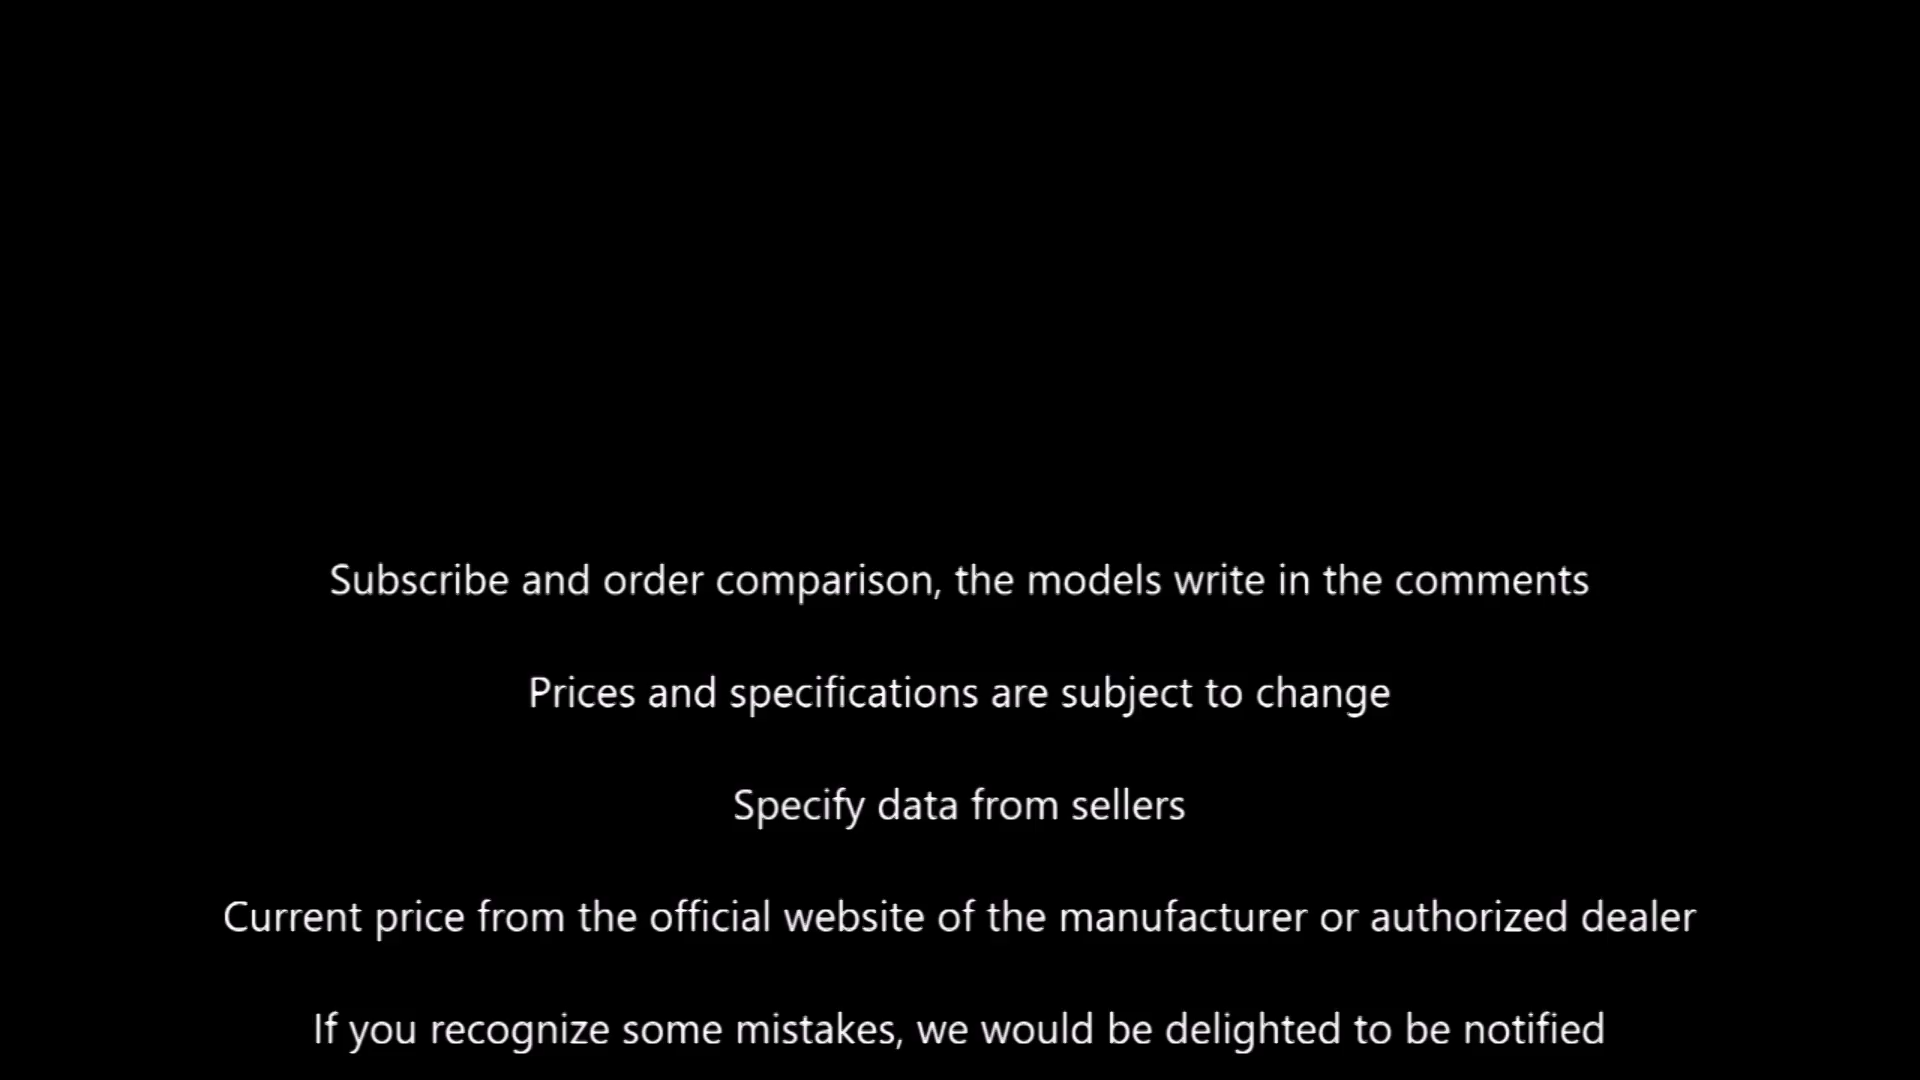 Subscribe and order comparison, the models write in the comments
Prices and specifications are subject to change
Specify data from sellers
Current price from the official website of the manufacturer or authorized dealer
If you recognize some mistakes, we would be delighted to be notified